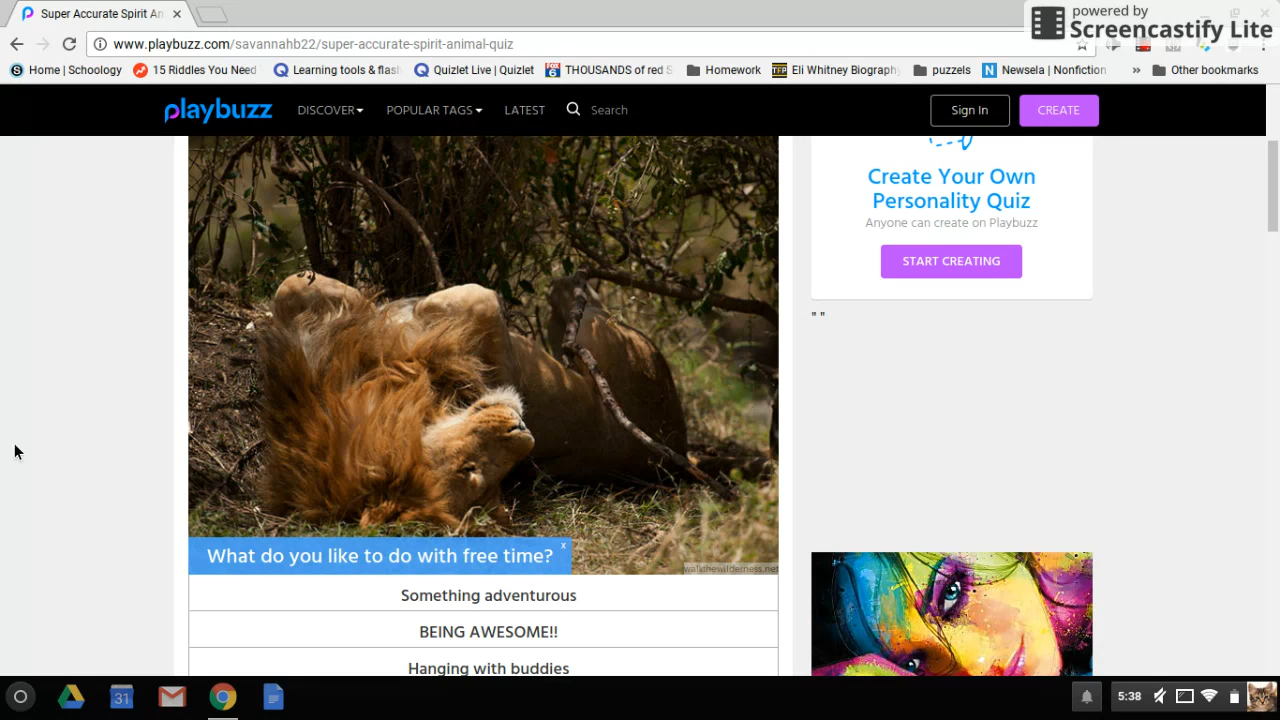 powered by
Screencastify Lite
Super Accurate Spirit An
www.playbuzz.com/savannahb22/super-accurate-spirit-animal-quiz
Home | Schoology
15 Riddles You Need
Learning tools & flash
Quizlet Live | Quizlet
THOUSANDS of red S
Homework
Eli Whitney Biography
puzzels
Newsela | Nonfiction
Other bookmarks
playbuzz
DISCOVER
POPULAR TAGS
LATEST
Search
Sign In
CREATE
Create Your Own
Personality Quiz
Anyone can create on Playbuzz
START CREATING
" "
What do you like to do with free time?
x
walkthewilderness.net
Something adventurous
BEING AWESOME!!
Hanging with buddies
31
5:38